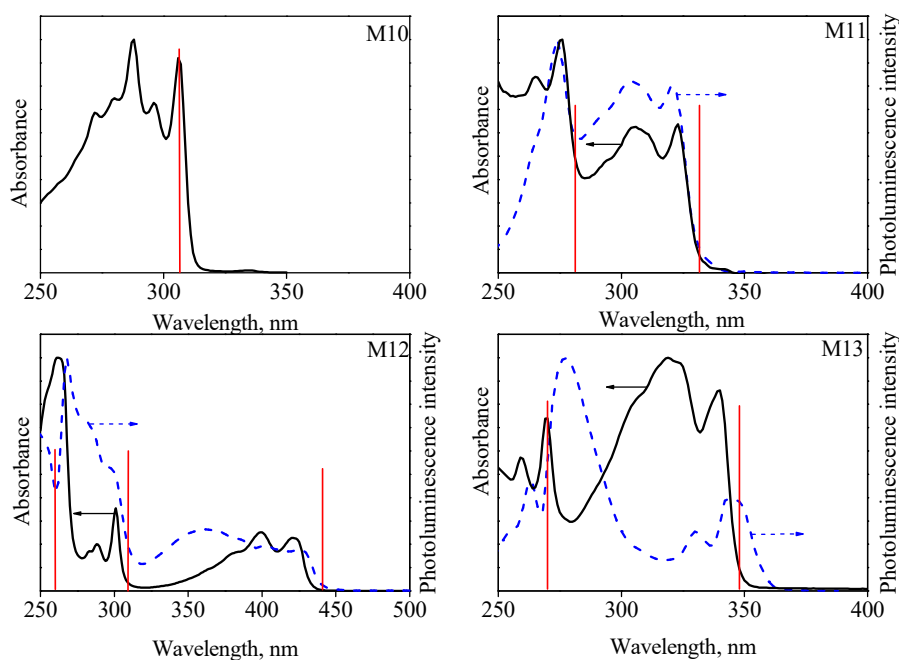 M10
Absorbance
250 300 350 400
Wavelength, nm
M11
Absorbance
Photoluminescence intensity
250 300 350 400
Wavelength, nm
M12
Absorbance
Photoluminescence intensity
250 300 350 400 450 500
Wavelength, nm
M13
Absorbance
Photoluminescence intensity
250 300 350 400
Wavelength, nm